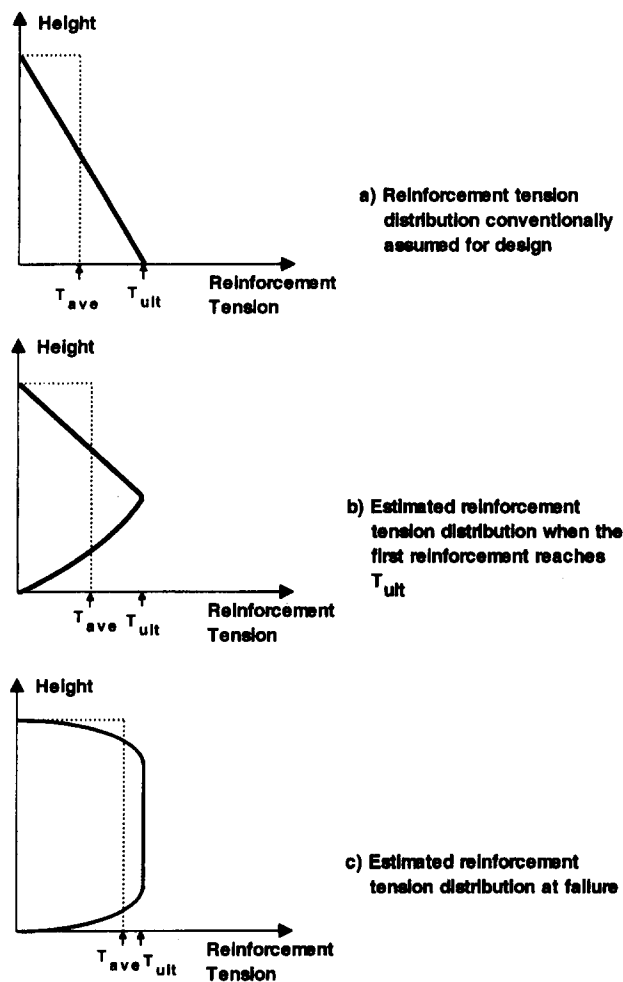 Height
a) Reinforcement tension
distribution conventionally
assumed for design
T ave
T ult
Reinforcement
Tension
Height
b) Estimated reinforcement
tension distribution when the
first reinforcement reaches
T ult
T ave
T ult
Reinforcement
Tension
Height
c) Estimated reinforcement
tension distribution at failure
T ave
T ult
Reinforcement
Tension